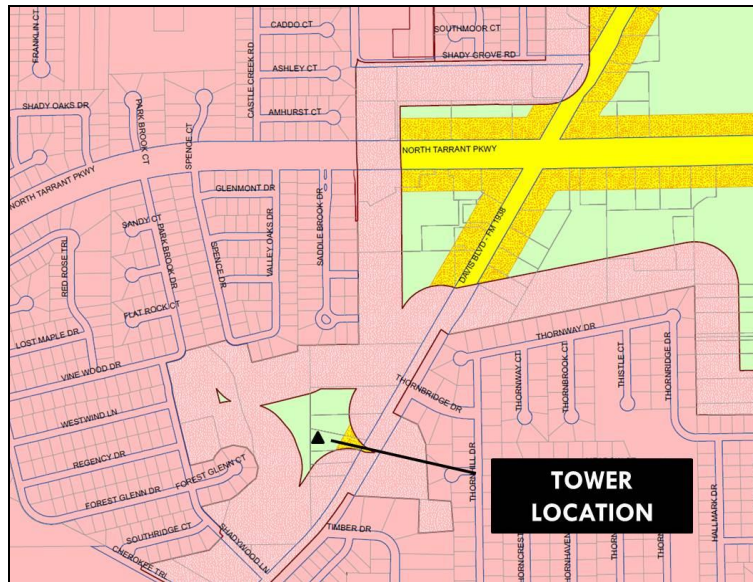 FRANKLIN CT
CADDO CT
SOUTHMOOR CT
SHADY GROVE RD
CASTLE CREEK RD
ASHLEY CT
SHADY OAKS DR
PARK BROOK CT
AMHURST CT
SPENCE CT
NORTH TARRANT PKWY
NORTH TARRANT PKWY
GLENMONT DR
SANDY CT
PARK BROOK DR
SPENCE DR
VALLEY OAKS DR
SADDLE BROOK DR
DAVIS BLVD - FM 1938
RED ROSE TRL
FLAT ROCK CT
LOST MAPLE DR
VINE WOOD DR
THORNWAY DR
THORNWAY CT
THORNBROOK CT
THISTLE CT
THORNRIDGE DR
THORNBRIDGE DR
WESTWIND LN
REGENCY DR
FOREST GLENN CT
FOREST GLENN DR
THORNHILL DR
TOWER
LOCATION
HALLMARK DR
SOUTHRIDGE CT
SHADYWOOD LN
TIMBER DR
CHEROKEE TRL
THORNCREST
THORNHAVEN
THORN